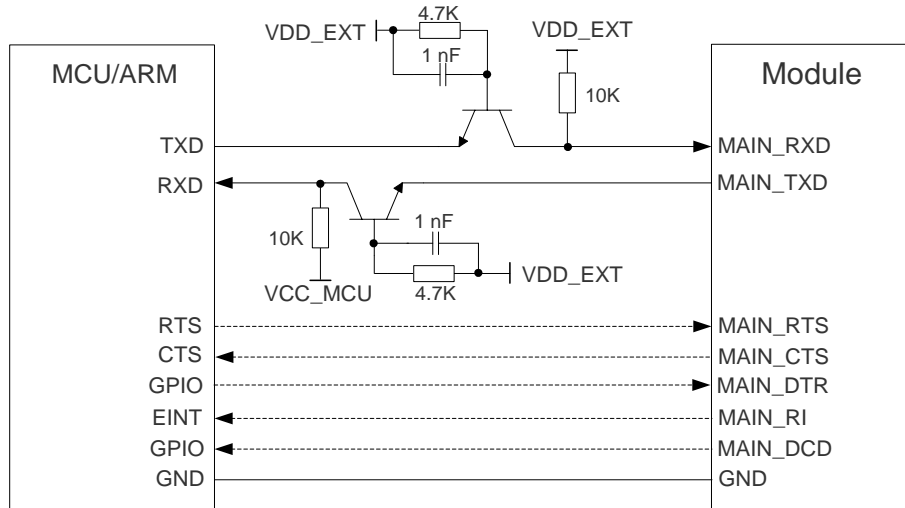 4.7K
VDD_EXT
VDD_EXT
1 nF
MCU/ARM
Module
10K
TXD
MAIN_RXD
RXD
MAIN_TXD
1 nF
10K
VDD_EXT
4.7K
VCC_MCU
RTS
MAIN_RTS
CTS
MAIN_CTS
GPIO
MAIN_DTR
EINT
MAIN_RI
GPIO
MAIN_DCD
GND
GND